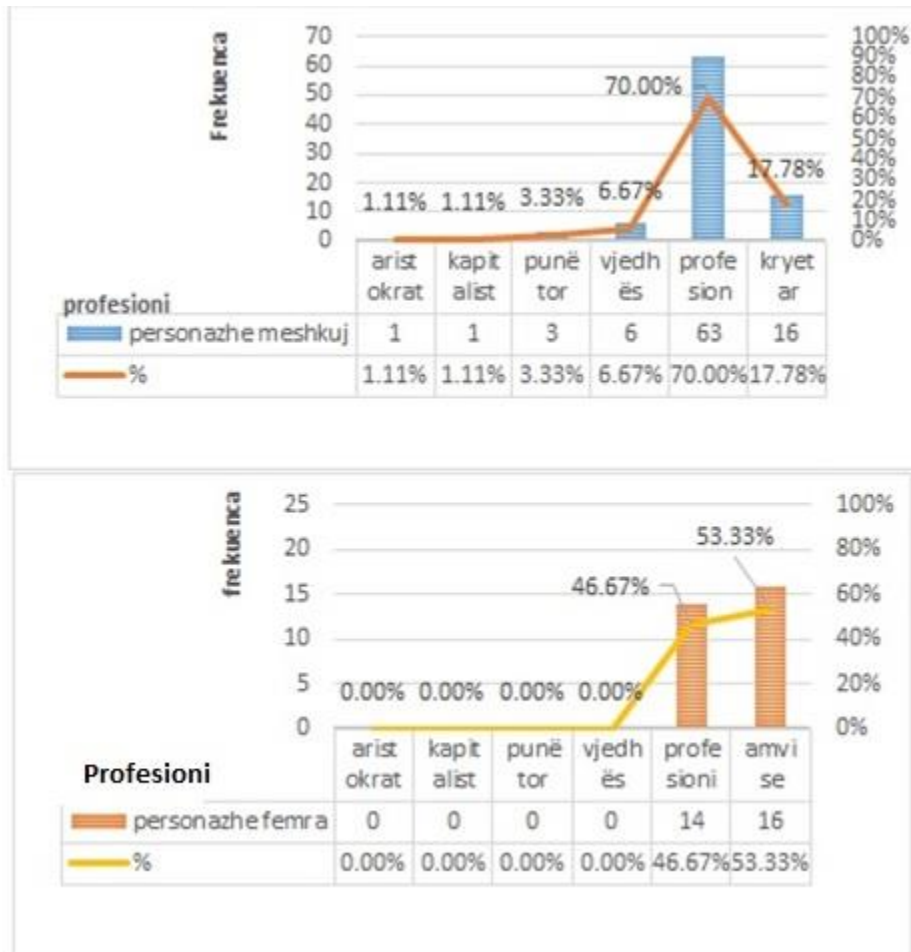 Frekuenca
70 100%
60 90%
50 80%
40 70%
30 60%
20 50%
10 40%
0 30%
20%
10%
0%
1.11% 1.11% 3.33% 6.67% 70.00% 17.78%
arist okrat kapit alist punë tor vjedh ës profe sion kryet ar
profesioni
personazhe meshkuj 1 1 3 6 63 16
% 1.11% 1.11% 3.33% 6.67% 70.00% 17.78%
frekuenca
25 100%
20 80%
15 60%
10 40%
5 20%
0 0%
0.00% 0.00% 0.00% 0.00% 46.67% 53.33%
arist okrat kapit alist punë tor vjedh ës profe sioni amvi se
Profesioni
personazhe femra 0 0 0 0 14 16
% 0.00% 0.00% 0.00% 0.00% 46.67% 53.33%